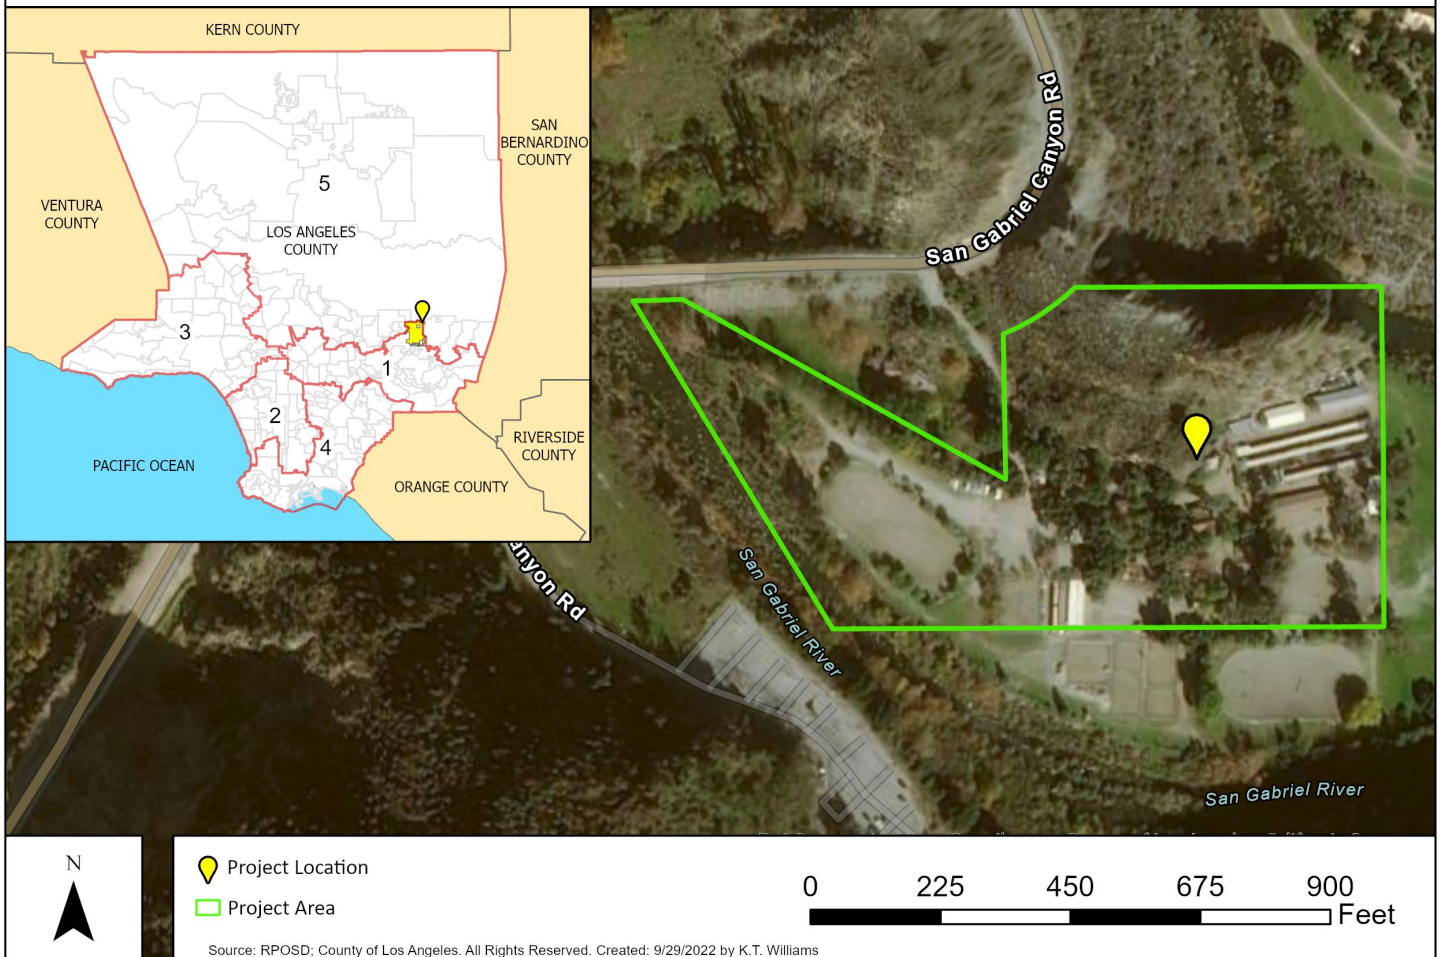 KERN COUNTY
SAN
BERNARDINO
COUNTY
5
VENTURA
COUNTY
LOS ANGELES
COUNTY
3
1
2
4
RIVERSIDE
COUNTY
PACIFIC OCEAN
ORANGE COUNTY
San Gabriel Canyon Rd
anyon Rd
San Gabriel River
San Gabriel River
N
Project Location
Project Area
0 225 450 675 900
Feet
Source: RPOSD; County of Los Angeles. All Rights Reserved. Created: 9/29/2022 by K.T. Williams